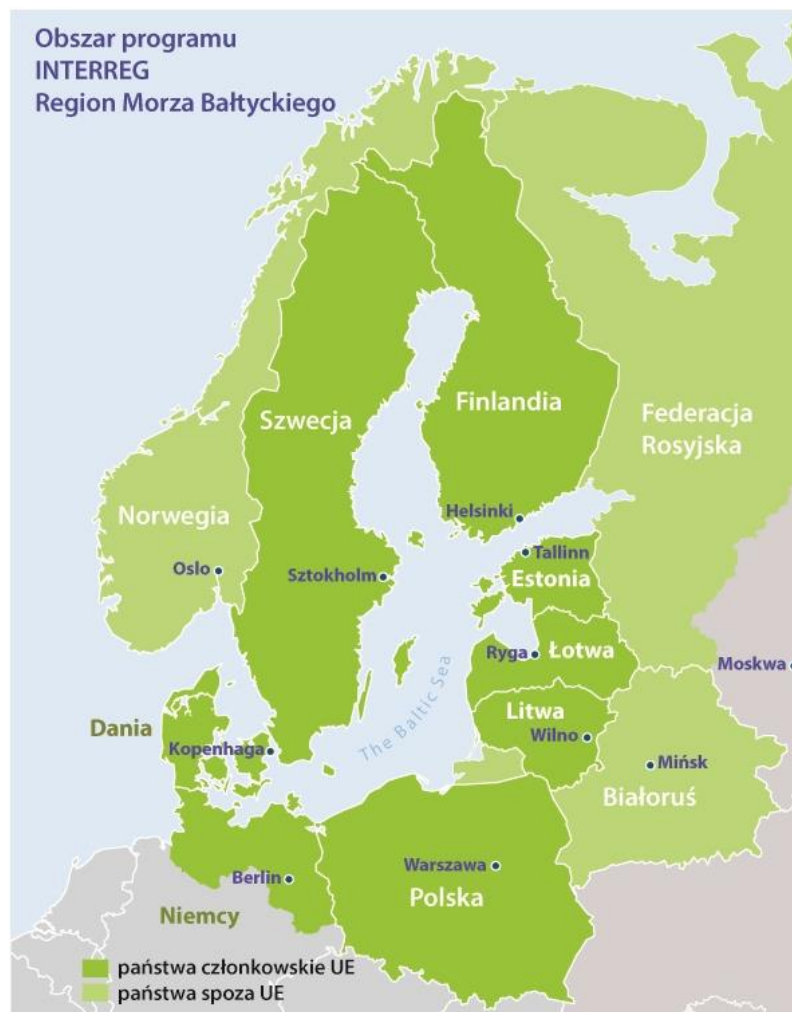 Obszar programu
INTERREG
Region Morza Bałtyckiego
Szwecja
Finlandia
Federacja
Rosyjska
Norwegia
Helsinki
Oslo
Sztokholm
Tallinn
Estonia
Ryga
Łotwa
Moskwa
The Baltic Sea
Litwa
Dania
Wilno
Kopenhaga
Mińsk
Białoruś
Warszawa
Berlin
Polska
Niemcy
państwa członkowskie UE
państwa spoza UE